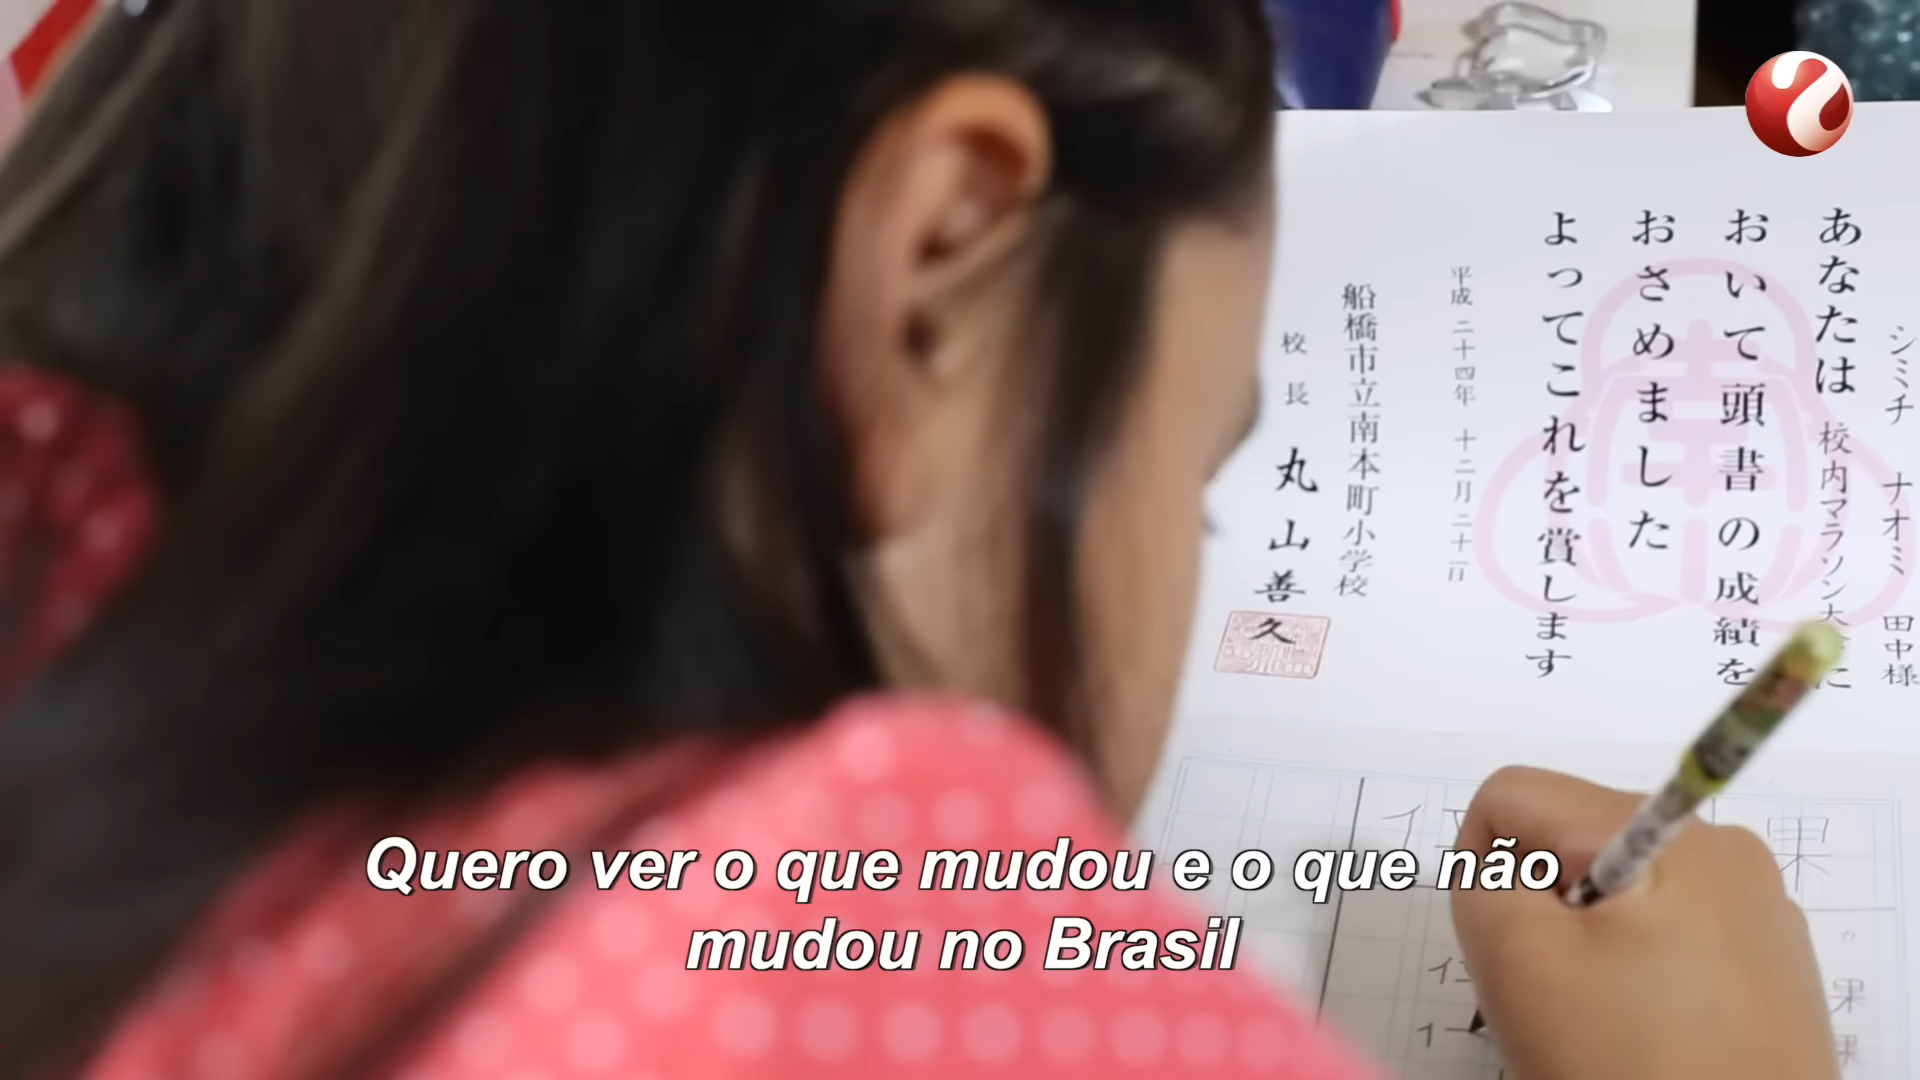 シミチ ナオミ 田中様
あなたは 校内マラソン大
おいて頭書の成績を
おさめました
よってこれを賞します
平成二十四年 十二月二十一日
船橋市立南本町小学校
校長 丸山善久
果
Quero ver o que mudou e o que não
mudou no Brasil